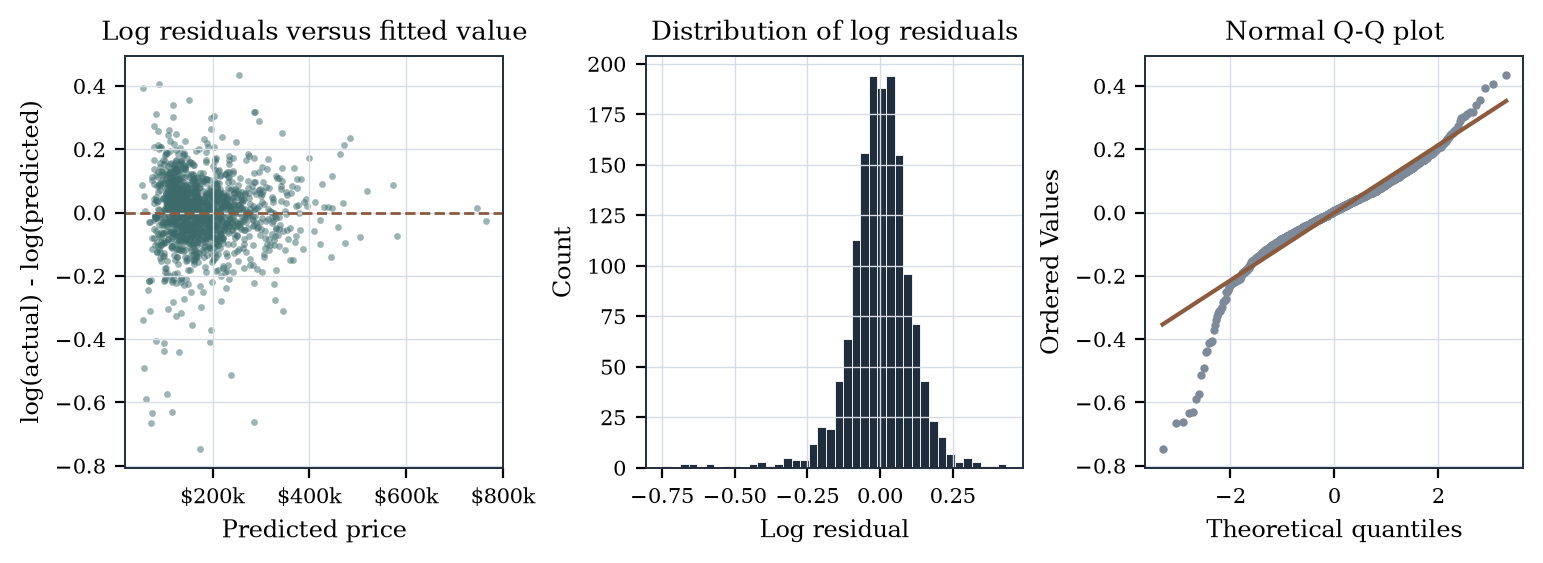 Log residuals versus fitted value
log(actual) - log(predicted)
0.4
0.2
0.0
−0.2
−0.4
−0.6
−0.8
$200k $400k $600k $800k
Predicted price
Distribution of log residuals
Count
200
175
150
125
100
75
50
25
0
−0.75 −0.50 −0.25 0.00 0.25
Log residual
Normal Q-Q plot
Ordered Values
0.4
0.2
0.0
−0.2
−0.4
−0.6
−0.8
−2 0 2
Theoretical quantiles